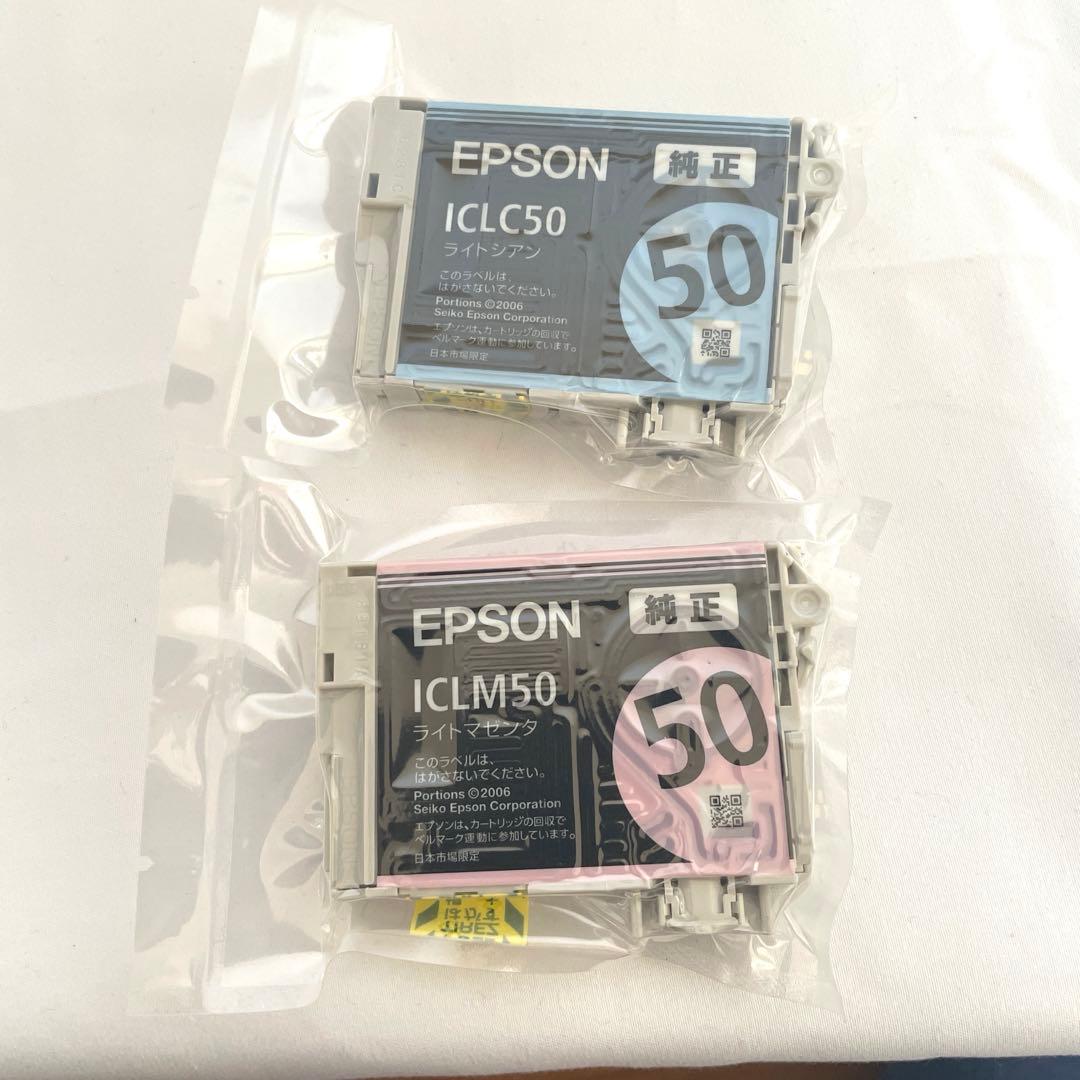 EPSON 純正
ICLC50
ライトシアン
50
このラベルは、
はがさないでください。
Portions ©2006
Seiko Epson Corporation
エプソンは、カートリッジの回収で
ベルマーク運動に参加しています。
日本市場限定
EPSON 純正
ICLM50
ライトマゼンタ
50
このラベルは、
はがさないでください。
Portions ©2006
Seiko Epson Corporation
エプソンは、カートリッジの回収で
ベルマーク運動に参加しています。
日本市場限定
はがす
TIREZ